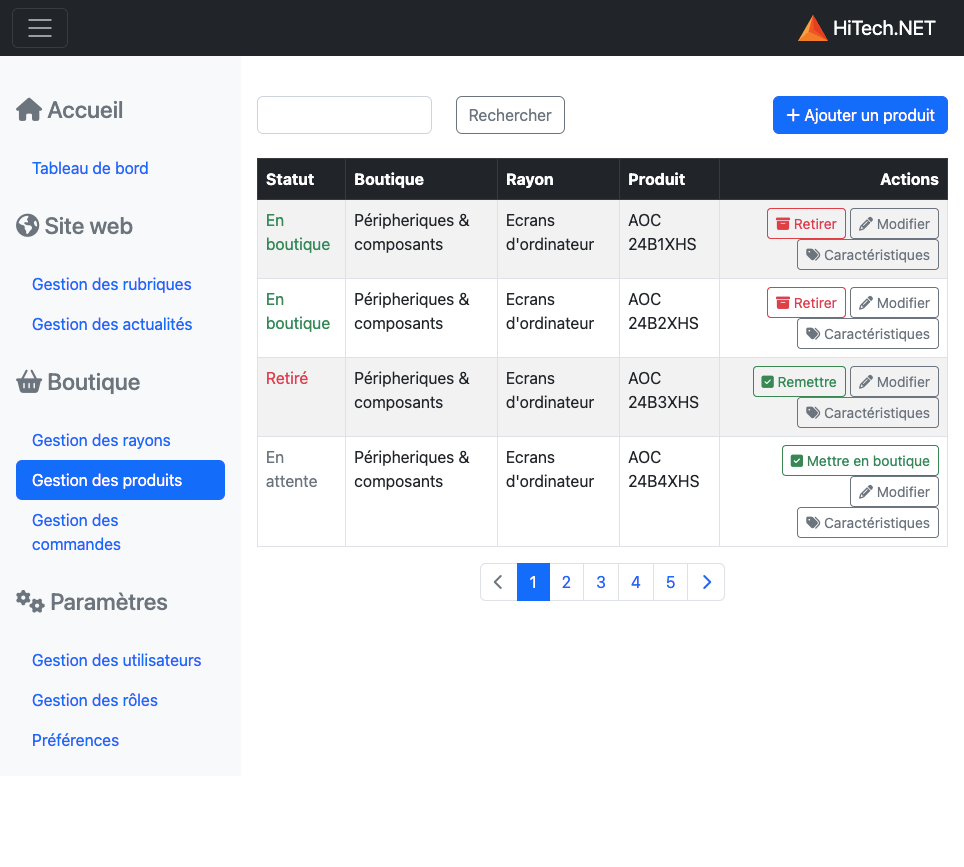 HiTech.NET
Accueil
Tableau de bord
Site web
Gestion des rubriques
Gestion des actualités
Boutique
Gestion des rayons
Gestion des produits
Gestion des
commandes
Paramètres
Gestion des utilisateurs
Gestion des rôles
Préférences
Rechercher
Ajouter un produit
Statut Boutique Rayon Produit Actions
En Péripheriques & Ecrans AOC Retirer Modifier
boutique composants d'ordinateur 24B1XHS Caractéristiques
En Péripheriques & Ecrans AOC Retirer Modifier
boutique composants d'ordinateur 24B2XHS Caractéristiques
Retiré Péripheriques & Ecrans AOC Remettre Modifier
composants d'ordinateur 24B3XHS Caractéristiques
En Péripheriques & Ecrans AOC Mettre en boutique
attente composants d'ordinateur 24B4XHS Modifier
Caractéristiques
1 2 3 4 5